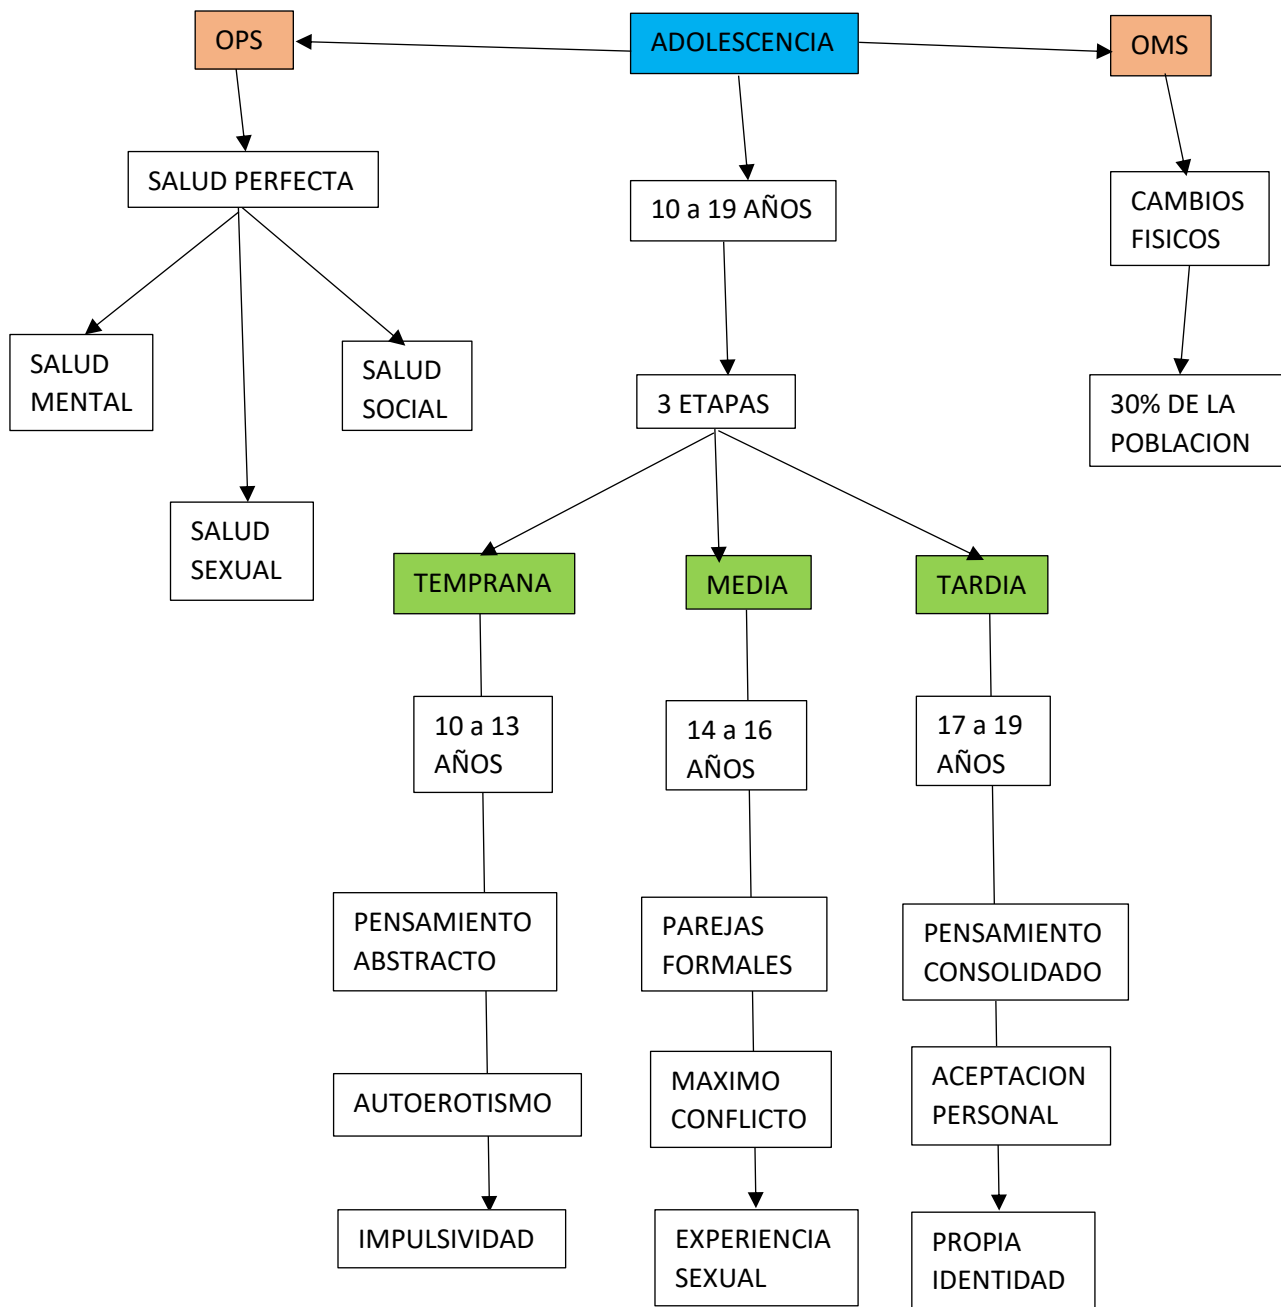 OPS
ADOLESCENCIA
OMS
SALUD PERFECTA
10 a 19 AÑOS
CAMBIOS
FISICOS
SALUD
MENTAL
SALUD
SOCIAL
SALUD
SEXUAL
3 ETAPAS
30% DE LA
POBLACION
TEMPRANA
MEDIA
TARDIA
10 a 13
AÑOS
14 a 16
AÑOS
17 a 19
AÑOS
PENSAMIENTO
ABSTRACTO
PAREJAS
FORMALES
PENSAMIENTO
CONSOLIDADO
AUTOEROTISMO
MAXIMO
CONFLICTO
ACEPTACION
PERSONAL
IMPULSIVIDAD
EXPERIENCIA
SEXUAL
PROPIA
IDENTIDAD